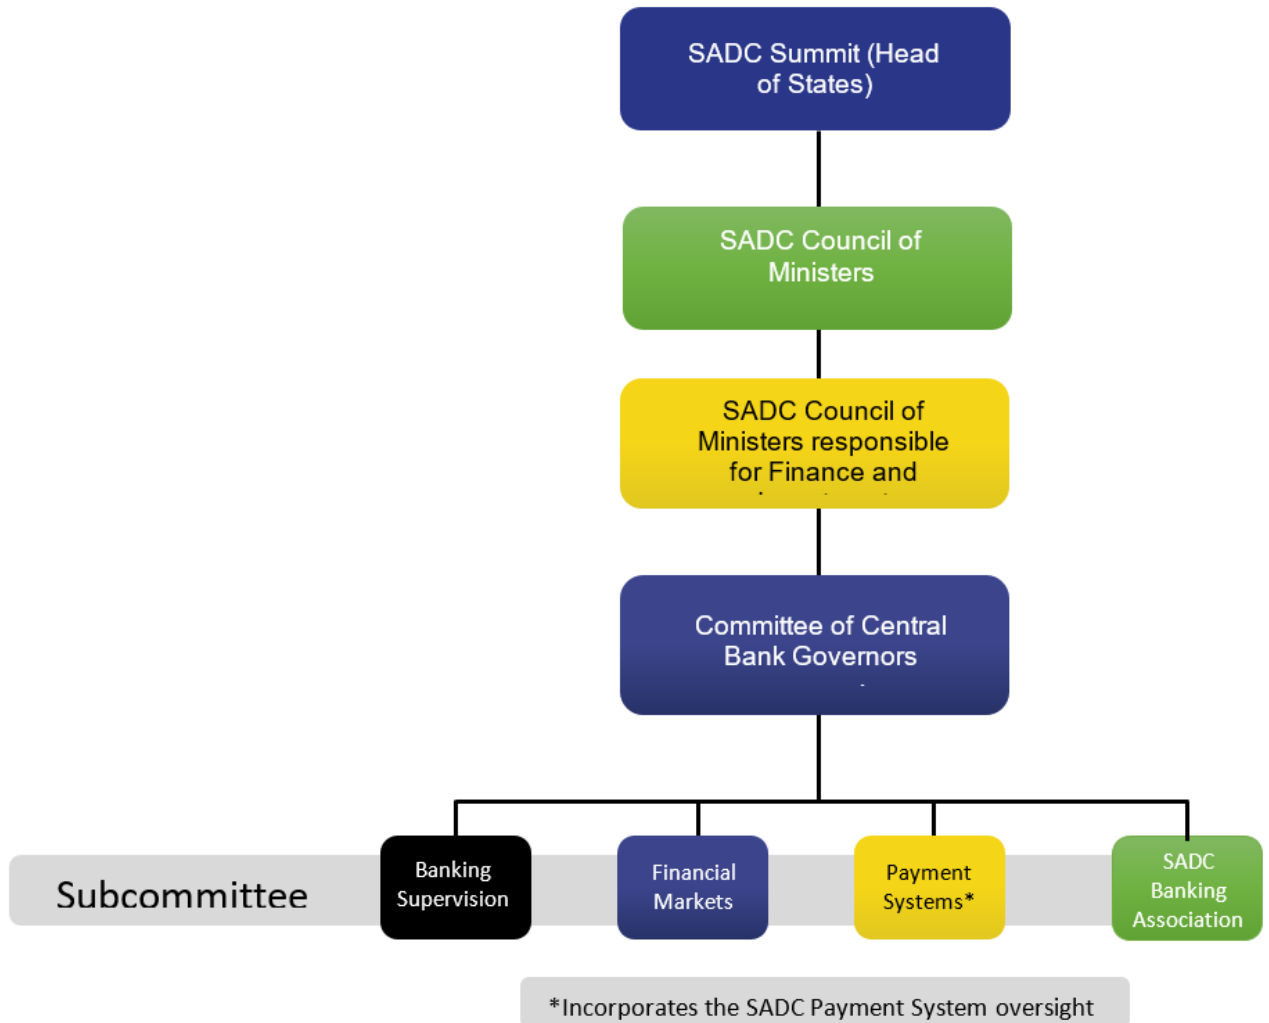 SADC Summit (Head
of States)
SADC Council of
Ministers
SADC Council of
Ministers responsible
for Finance and
Committee of Central
Bank Governors
Subcommittee
Banking
Supervision
Financial
Markets
Payment
Systems*
SADC
Banking
Association
*Incorporates the SADC Payment System oversight